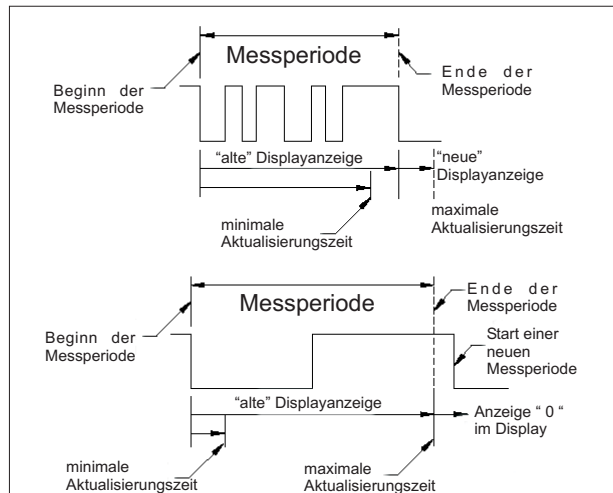 Messperiode
Beginn der
Messperiode
Ende der
Messperiode
“alte” Displayanzeige
“neue”
Displayanzeige
minimale
Aktualisierungszeit
maximale
Aktualisierungszeit
Messperiode
Beginn der
Messperiode
Ende der
Messperiode
Start einer
neuen
Messperiode
“alte” Displayanzeige
Anzeige “ 0 “
im Display
minimale
Aktualisierungszeit
maximale
Aktualisierungszeit